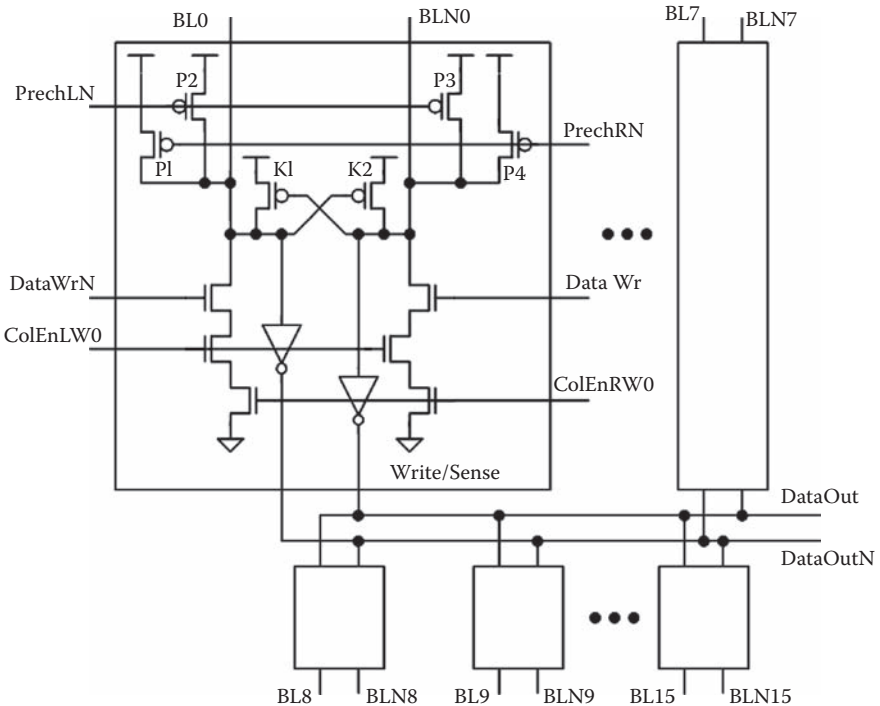 BL0
BLN0
BL7
BLN7
P2
P3
PrechLN
PrechRN
Pl
Kl
K2
P4
DataWrN
Data Wr
ColEnLW0
ColEnRW0
Write/Sense
DataOut
DataOutN
BL8
BLN8
BL9
BLN9
BL15
BLN15